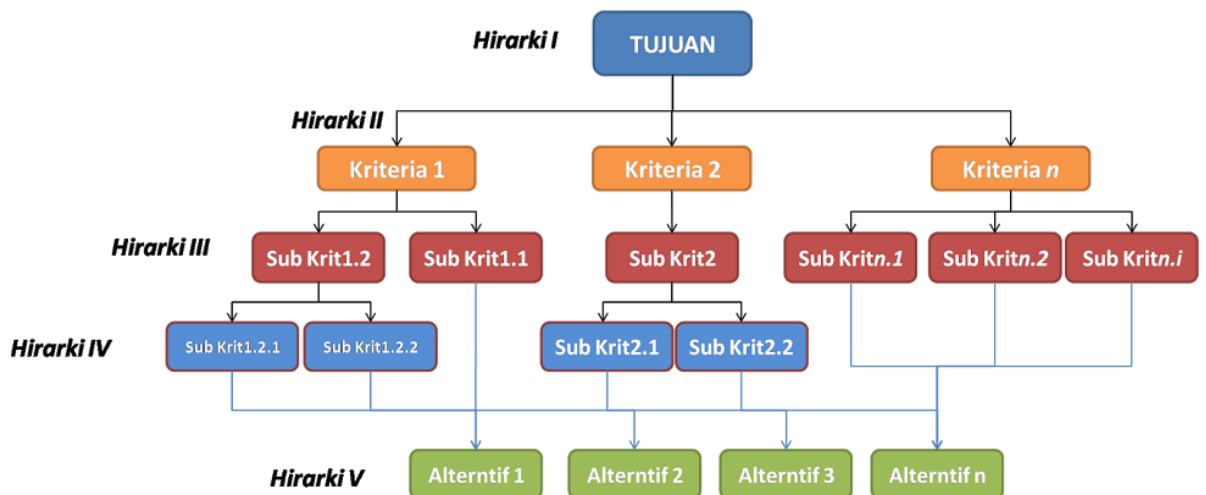 Hirarki I
TUJUAN
Hirarki II
Kriteria 1
Kriteria 2
Kriteria n
Hirarki III
Sub Krit1.2
Sub Krit1.1
Sub Krit2
Sub Kritn.1
Sub Kritn.2
Sub Kritn.i
Hirarki IV
Sub Krit1.2.1
Sub Krit1.2.2
Sub Krit2.1
Sub Krit2.2
Hirarki V
Alterntif 1
Alterntif 2
Alterntif 3
Alterntif n